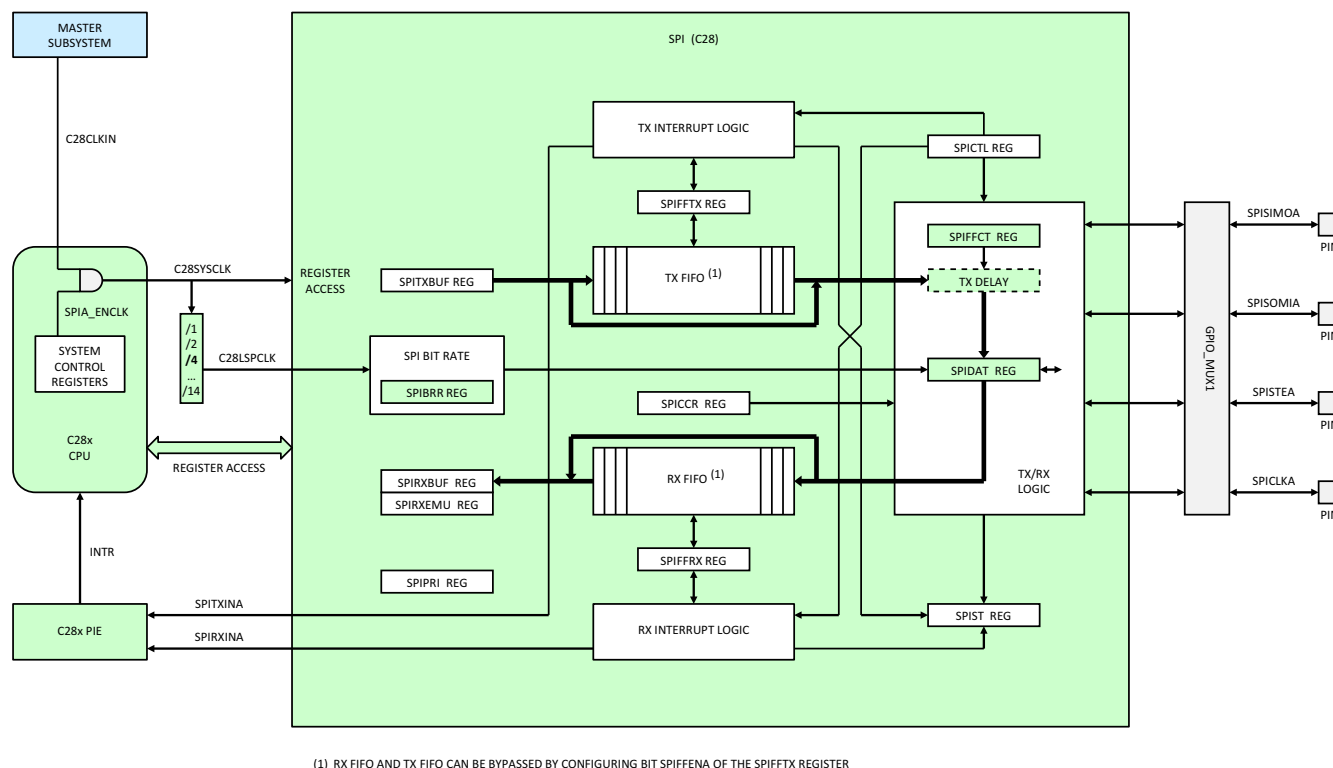 MASTER
SUBSYSTEM
SPI (C28)
C28CLKIN
TX INTERRUPT LOGIC
SPICTL REG
SPIFFTX REG
SPISIMOA
SPIFFCT REG
C28SYSCLK
REGISTER
ACCESS
SPITXBUF REG
TX FIFO (1)
TX DELAY
SPIA_ENCLK
SPISOMIA
/1
/2
/4
...
/14
SYSTEM
CONTROL
REGISTERS
C28LSPCLK
SPI BIT RATE
SPIBRR REG
SPIDAT REG
GPIO_MUX1
SPICCR REG
SPISTEA
C28x
CPU
REGISTER ACCESS
SPIRXBUF REG
SPIRXEMU REG
RX FIFO (1)
TX/RX
LOGIC
SPICLKA
INTR
SPIFFRX REG
SPIPRI REG
SPITXINA
SPIST REG
C28x PIE
RX INTERRUPT LOGIC
SPIRXINA
(1) RX FIFO AND TX FIFO CAN BE BYPASSED BY CONFIGURING BIT SPIFFENA OF THE SPIFFTX REGISTER